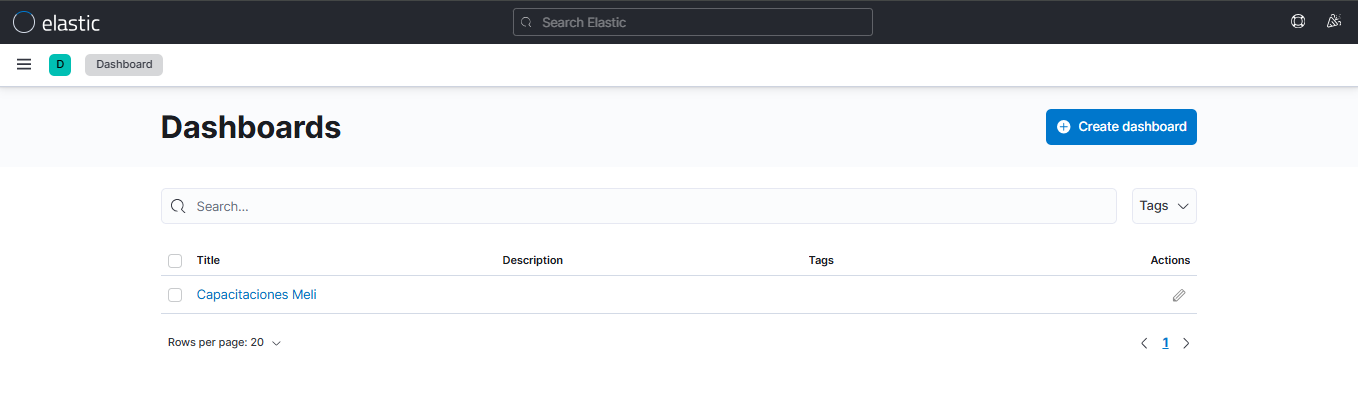 elastic
Search Elastic
D
Dashboard
Dashboards
Create dashboard
Search...
Tags
Title Description Tags Actions
Capacitaciones Meli
Rows per page: 20
1